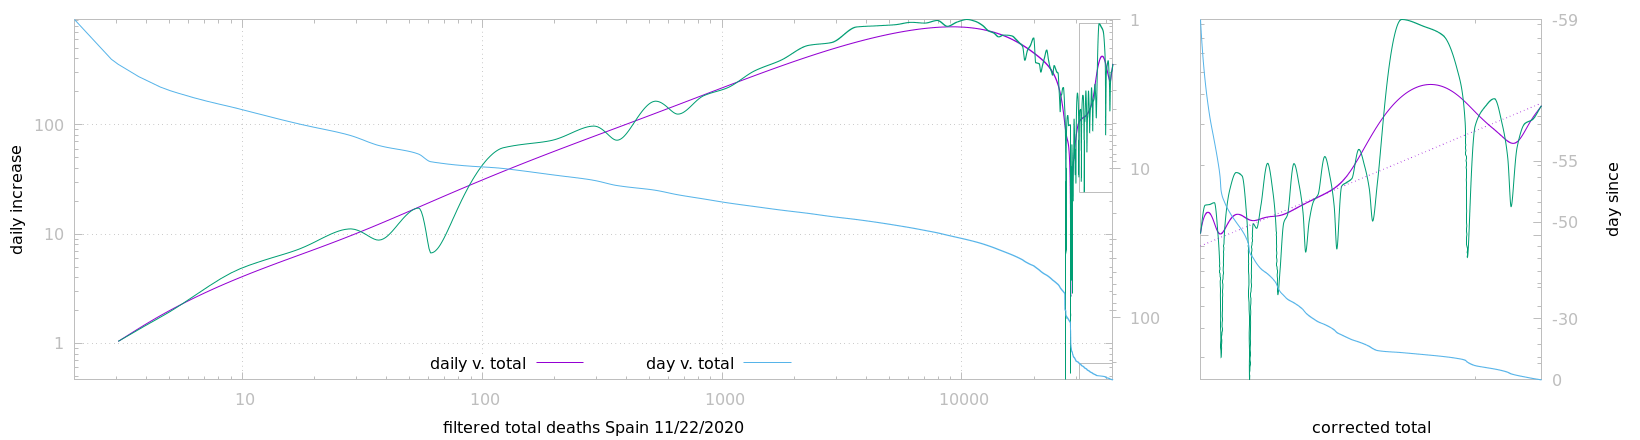 daily increase
100
10
1
10
100
1000
10000
1
10
100
daily v. total
day v. total
filtered total deaths Spain 11/22/2020
-59
-55
-50
-30
0
day since
corrected total